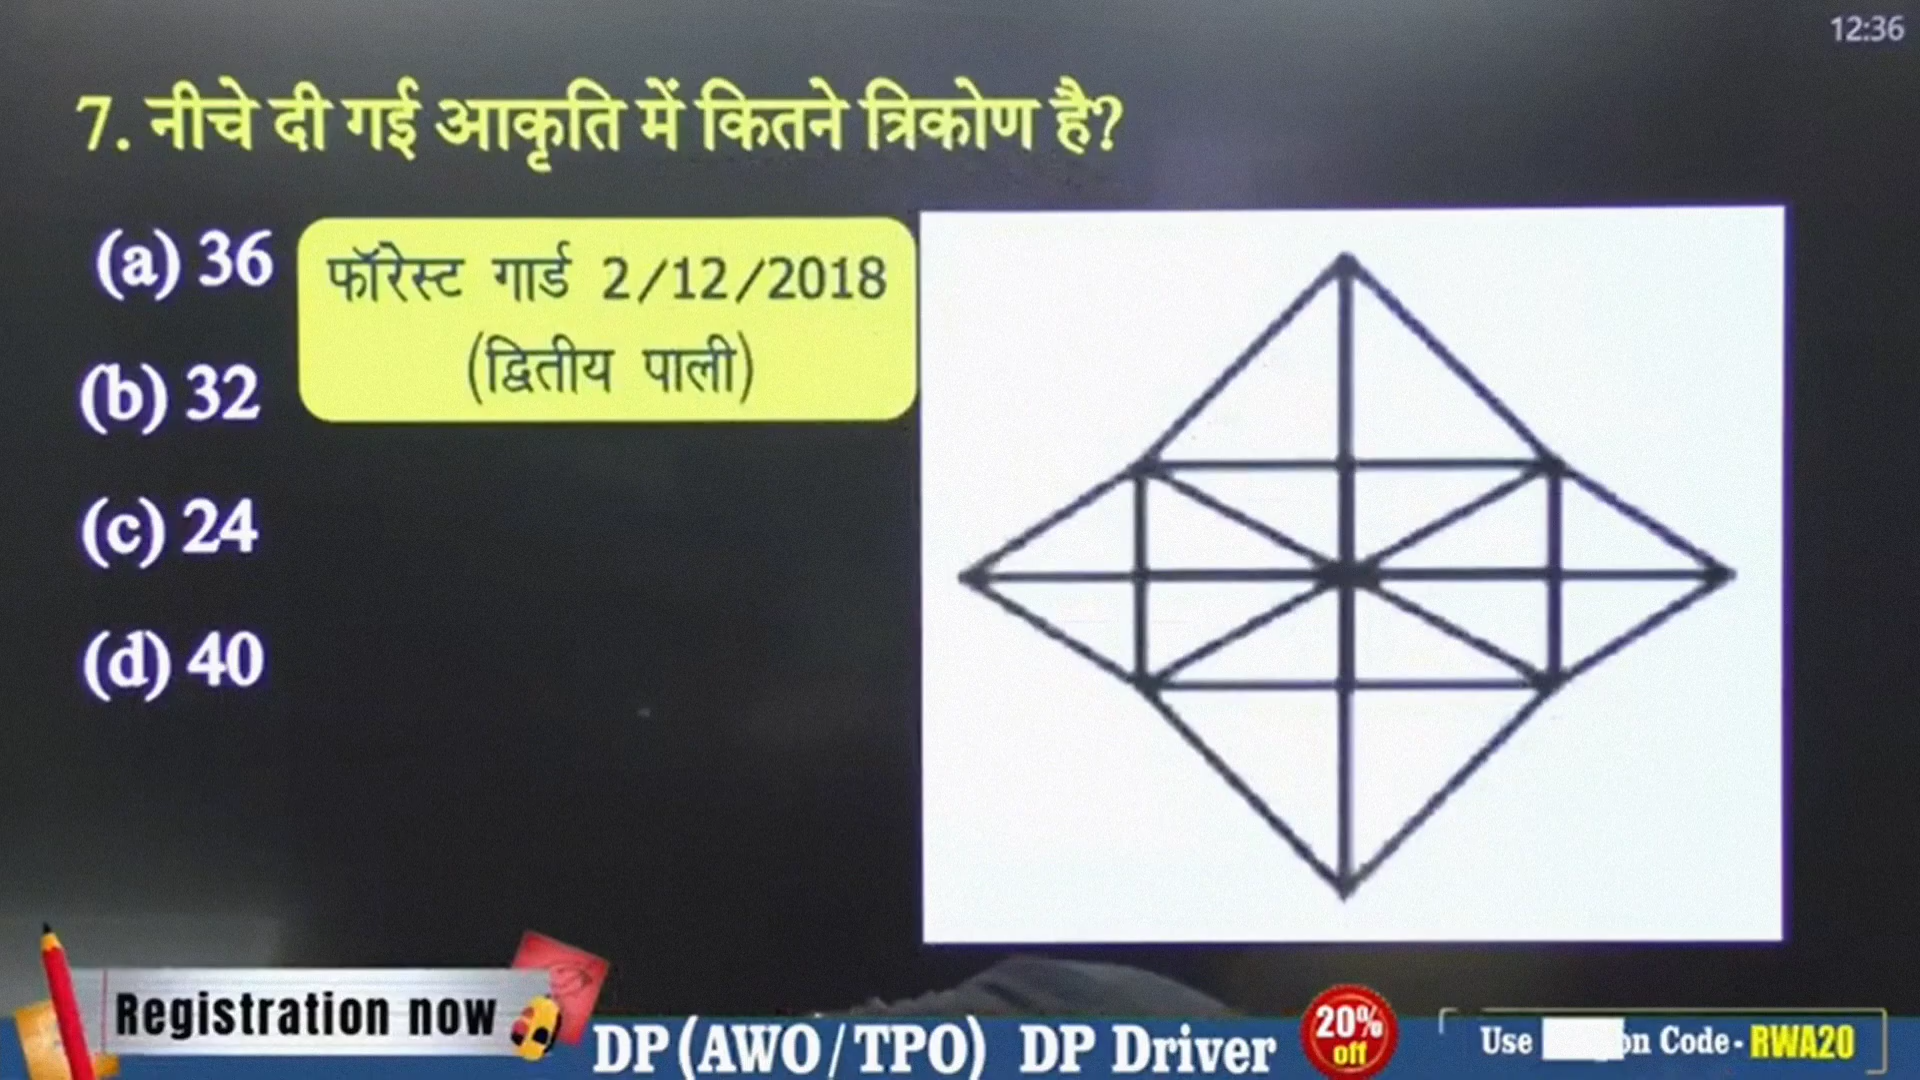 12:36
7. नीचे दी गई आकृति में कितने त्रिकोण है?
(a) 36
फॉरेस्ट गार्ड 2/12/2018
(द्वितीय पाली)
(b) 32
(c) 24
(d) 40
Registration now
DP (AWO/TPO) DP Driver
20% off
Use on Code- RWA20